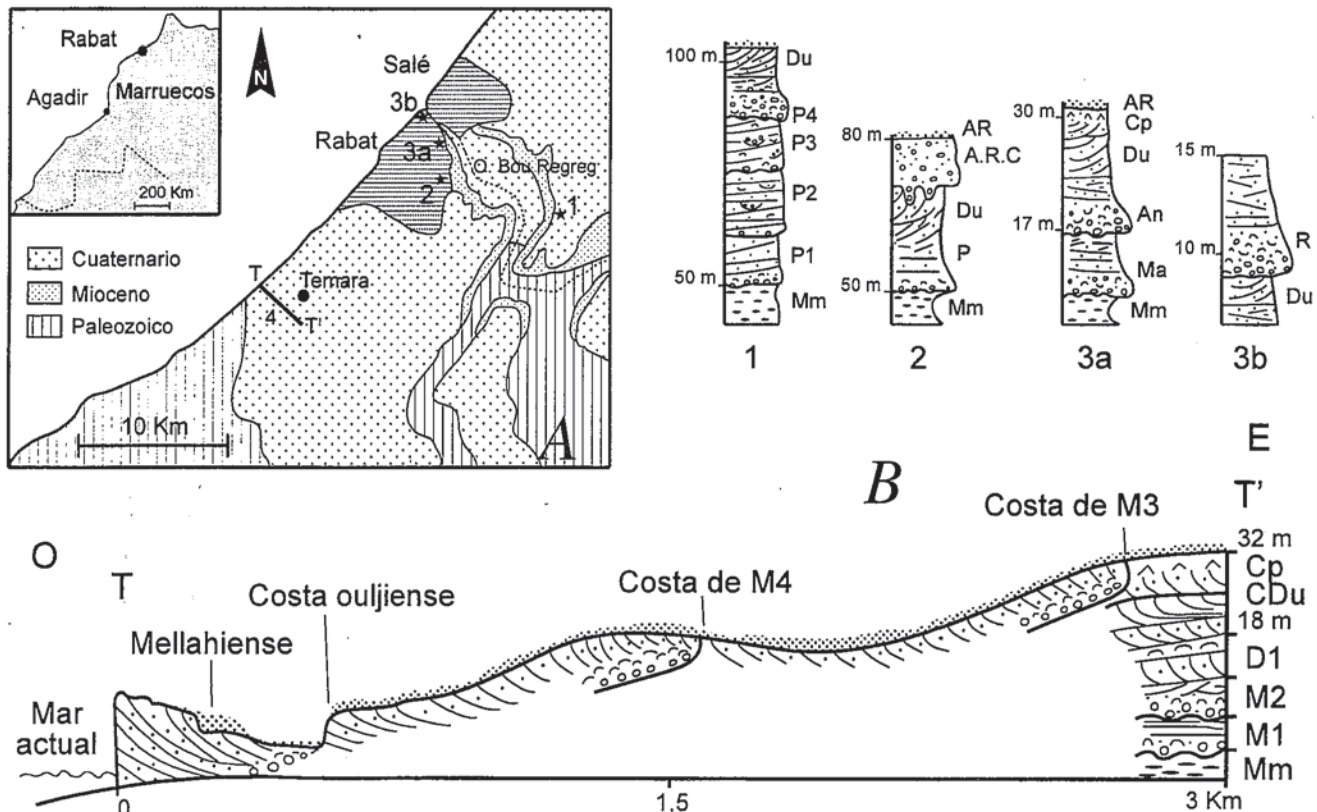 Rabat
Agadir
Marruecos
200 Km
N
Salé
3b
Rabat
3a
2
O. Bou Regreg
1
Cuaternario
Mioceno
Paleozoico
T
Temara
4
T'
10 Km
A
100 m
Du
P4
P3
P2
P1
50 m
Mm
1
80 m
AR
A.R.C
Du
P
50 m
Mm
2
30 m
AR
Cp
Du
17 m
An
Ma
Mm
3a
15 m
10 m
R
Du
3b
B
E
T'
O
T
Mellahiense
Costa ouljiense
Costa de M4
Costa de M3
32 m
Cp
CDu
18 m
D1
M2
M1
Mm
Mar
actual
0
1,5
3 Km